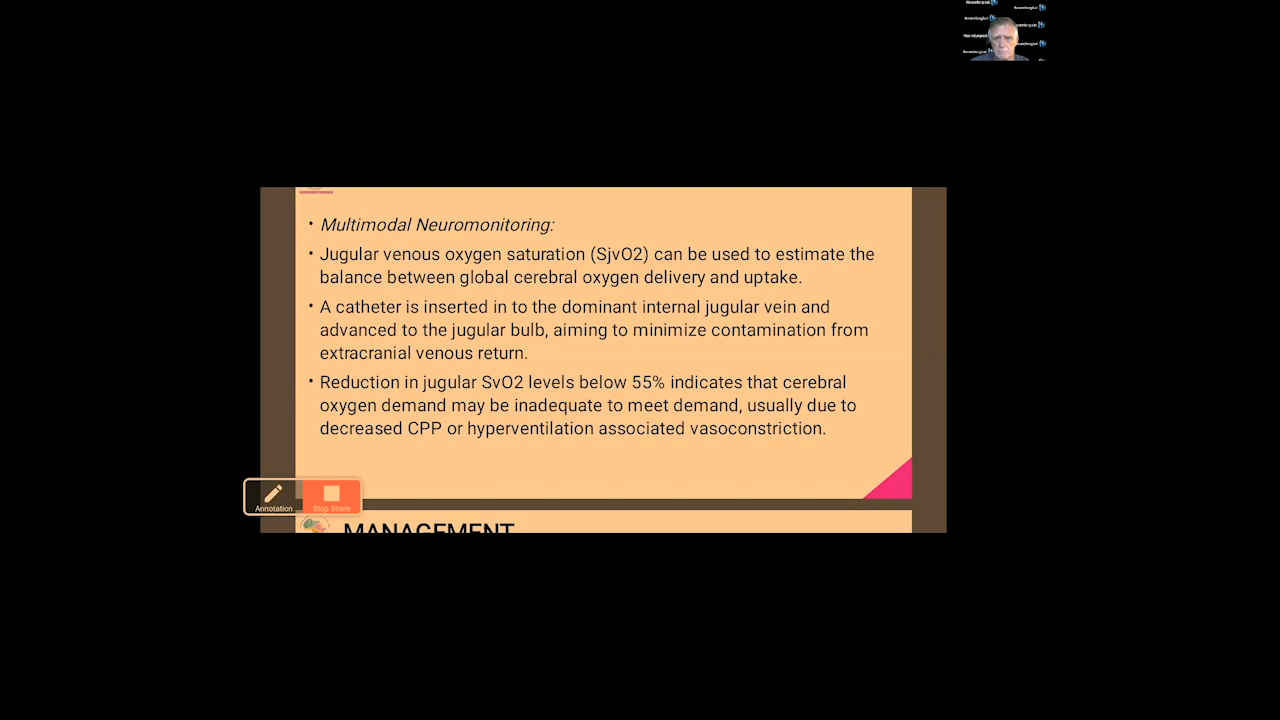 • Multimodal Neuromonitoring:
• Jugular venous oxygen saturation (SjvO2) can be used to estimate the
balance between global cerebral oxygen delivery and uptake.
• A catheter is inserted in to the dominant internal jugular vein and
advanced to the jugular bulb, aiming to minimize contamination from
extracranial venous return.
• Reduction in jugular SvO2 levels below 55% indicates that cerebral
oxygen demand may be inadequate to meet demand, usually due to
decreased CPP or hyperventilation associated vasoconstriction.
Annotation
Stop Share
MANAGEMENT